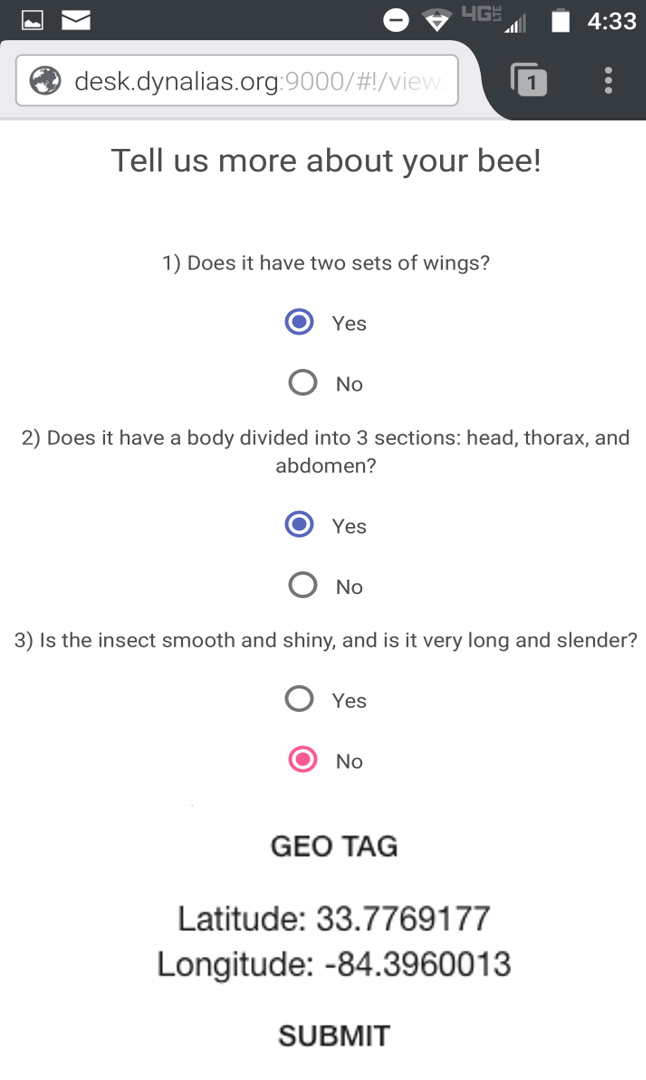 4G LTE 4:33
desk.dynalias.org:9000/#!/view
1
Tell us more about your bee!
1) Does it have two sets of wings?
Yes
No
2) Does it have a body divided into 3 sections: head, thorax, and
abdomen?
Yes
No
3) Is the insect smooth and shiny, and is it very long and slender?
Yes
No
GEO TAG
Latitude: 33.7769177
Longitude: -84.3960013
SUBMIT